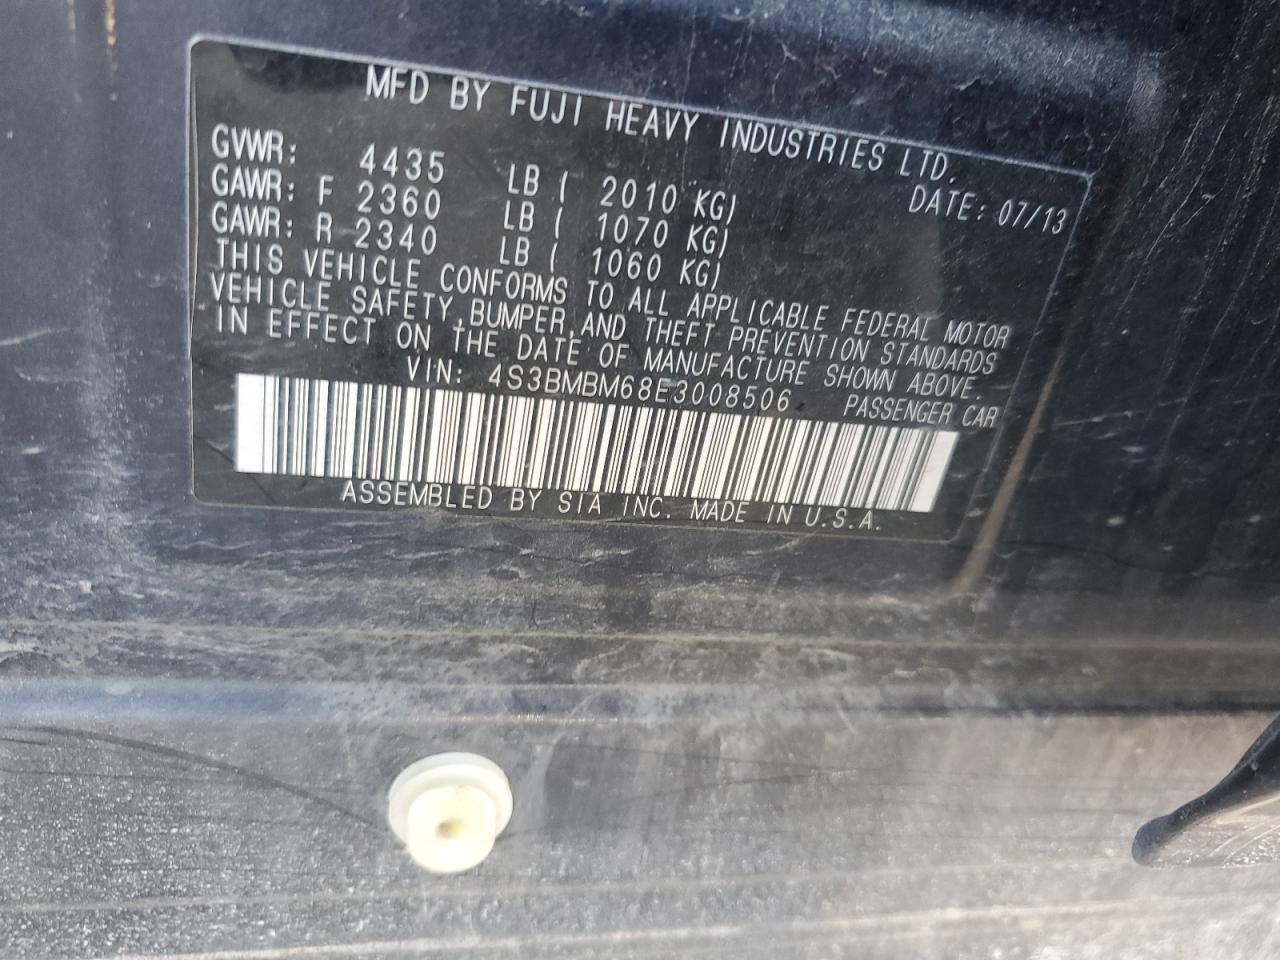 MFD BY FUJI HEAVY INDUSTRIES LTD.
DATE: 07/13
GVWR: 4435 LB ( 2010 KG)
GAWR: F 2360 LB ( 1070 KG)
GAWR: R 2340 LB ( 1060 KG)
THIS VEHICLE CONFORMS TO ALL APPLICABLE FEDERAL MOTOR
VEHICLE SAFETY, BUMPER, AND THEFT PREVENTION STANDARDS
IN EFFECT ON THE DATE OF MANUFACTURE SHOWN ABOVE.
VIN: 4S3BMBM68E3008506 PASSENGER CAR
ASSEMBLED BY SIA INC. MADE IN U.S.A.